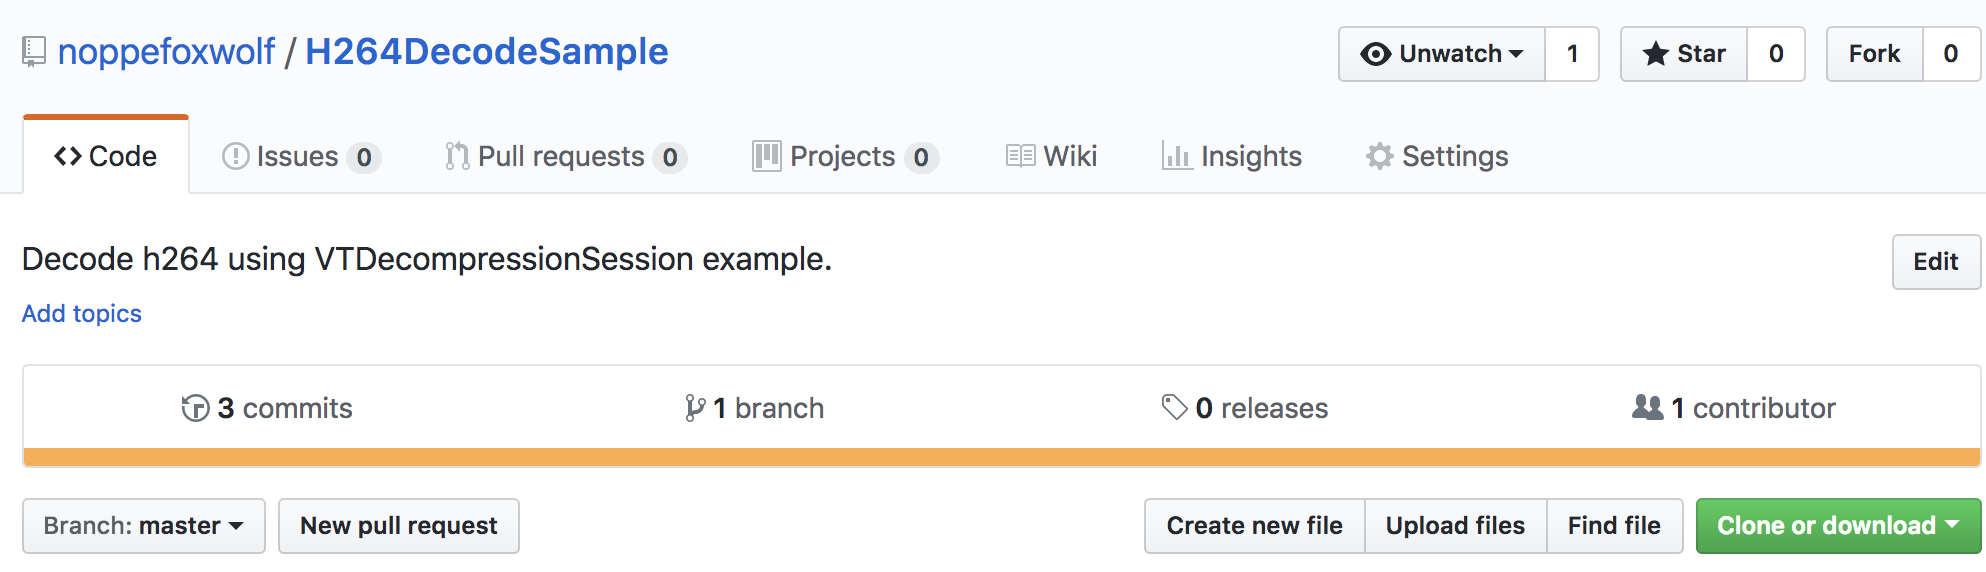 noppefoxwolf / H264DecodeSample Unwatch 1 Star 0 Fork 0
Code Issues 0 Pull requests 0 Projects 0 Wiki Insights Settings
Decode h264 using VTDecompressionSession example. Edit
Add topics
3 commits 1 branch 0 releases 1 contributor
Branch: master New pull request Create new file Upload files Find file Clone or download